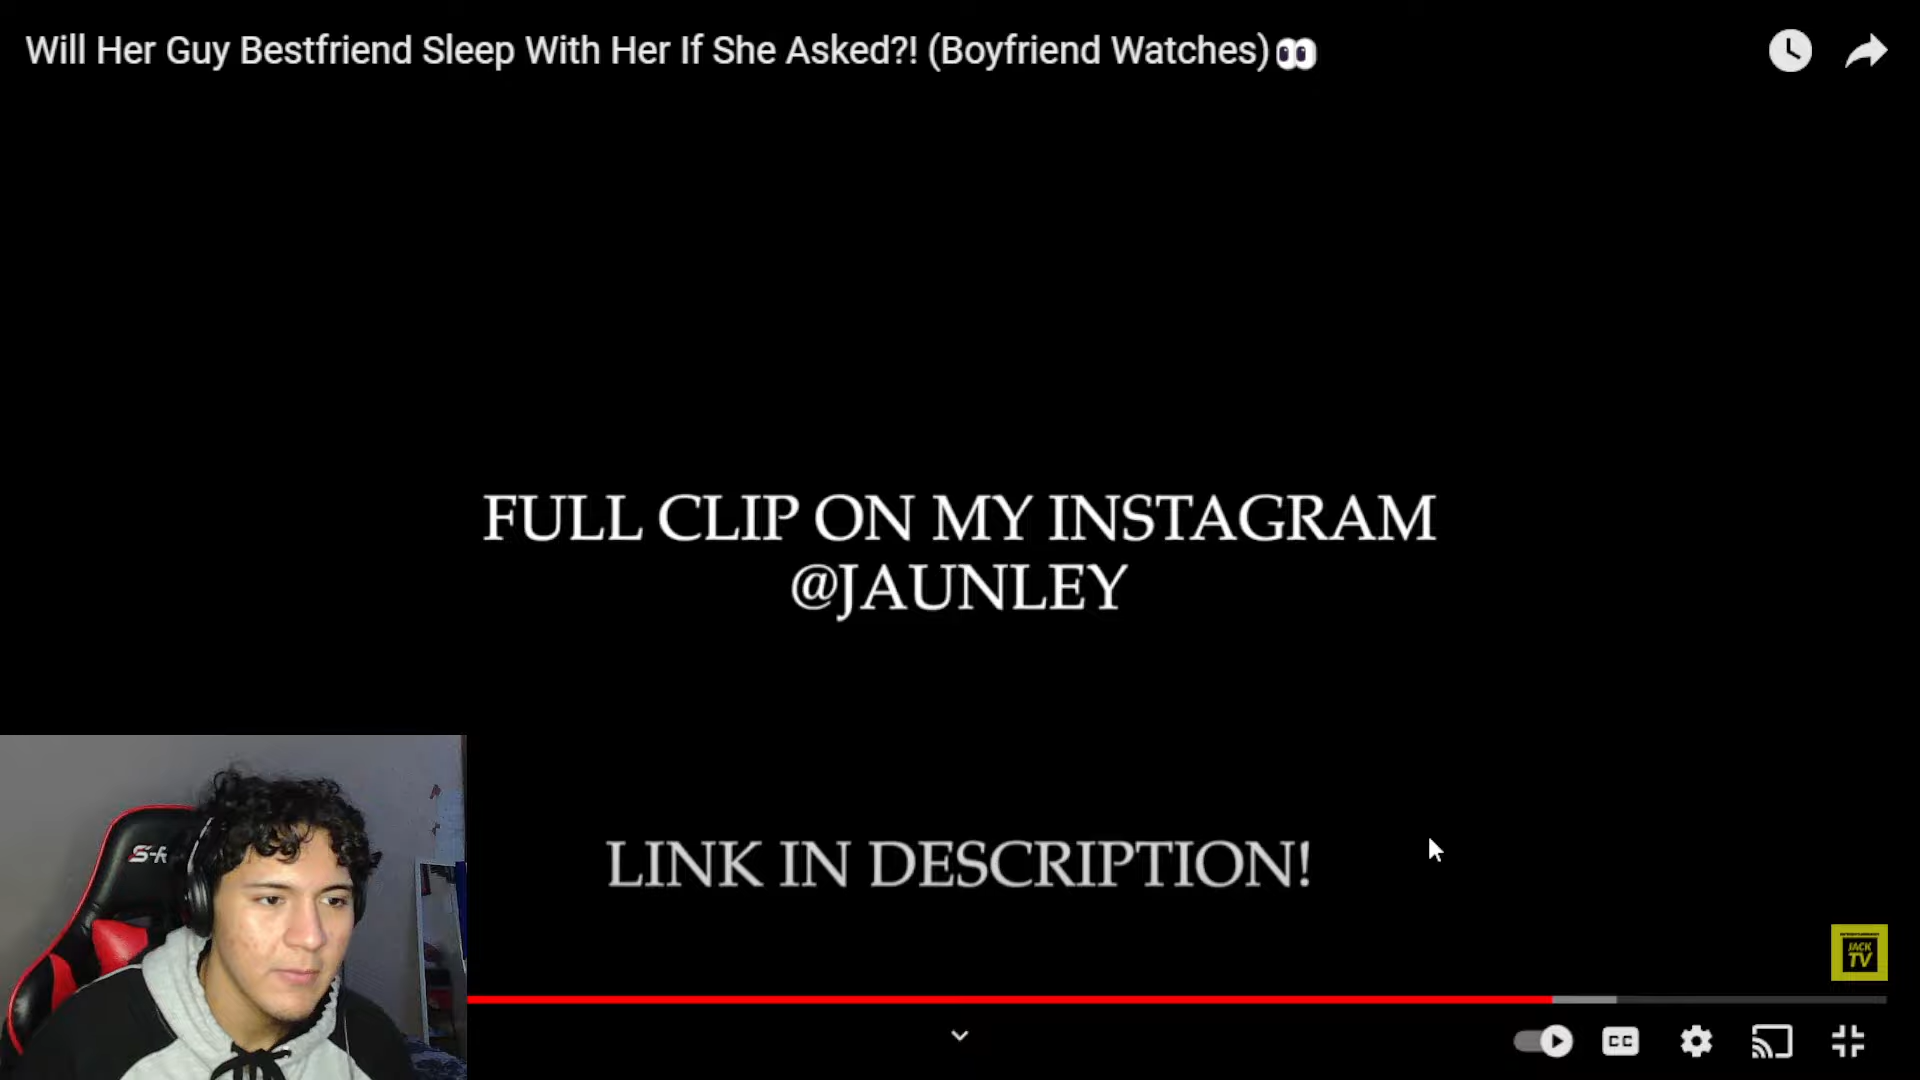 Will Her Guy Bestfriend Sleep With Her If She Asked?! (Boyfriend Watches)👀
FULL CLIP ON MY INSTAGRAM
@JAUNLEY
LINK IN DESCRIPTION!
JACK
TV
CC